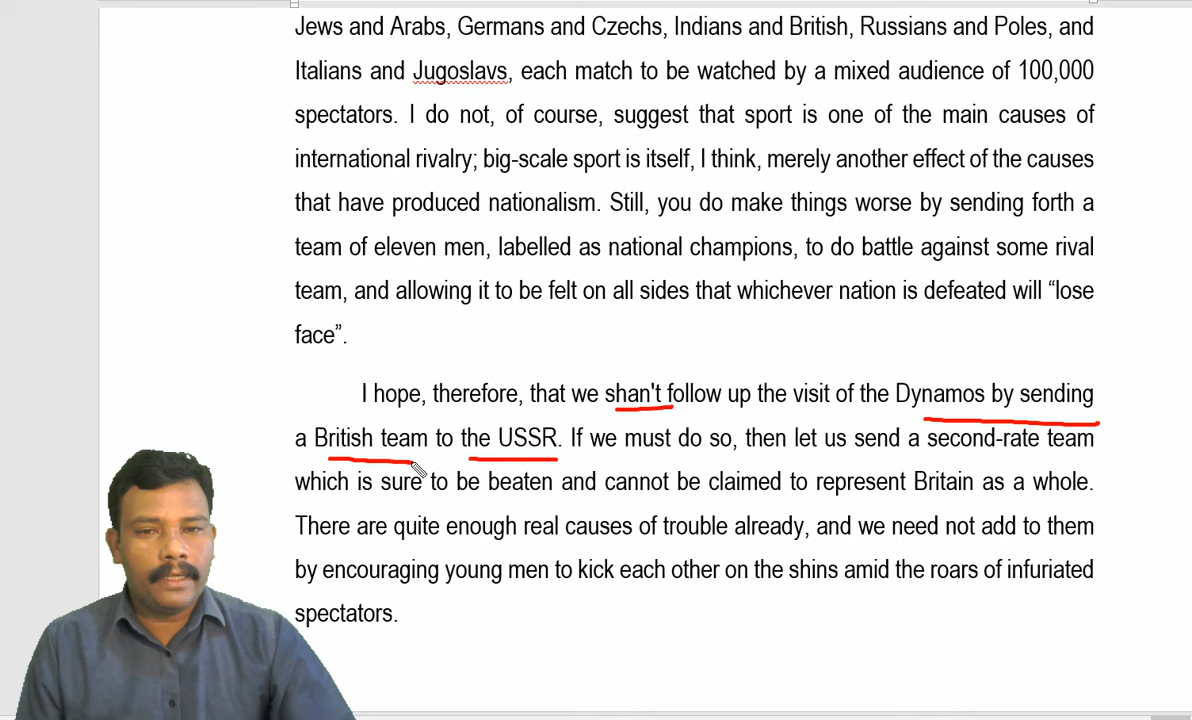 Jews and Arabs, Germans and Czechs, Indians and British, Russians and Poles, and
Italians and Jugoslavs, each match to be watched by a mixed audience of 100,000
spectators. I do not, of course, suggest that sport is one of the main causes of
international rivalry; big-scale sport is itself, I think, merely another effect of the causes
that have produced nationalism. Still, you do make things worse by sending forth a
team of eleven men, labelled as national champions, to do battle against some rival
team, and allowing it to be felt on all sides that whichever nation is defeated will “lose
face”.
I hope, therefore, that we shan't follow up the visit of the Dynamos by sending
a British team to the USSR. If we must do so, then let us send a second-rate team
which is sure to be beaten and cannot be claimed to represent Britain as a whole.
There are quite enough real causes of trouble already, and we need not add to them
by encouraging young men to kick each other on the shins amid the roars of infuriated
spectators.